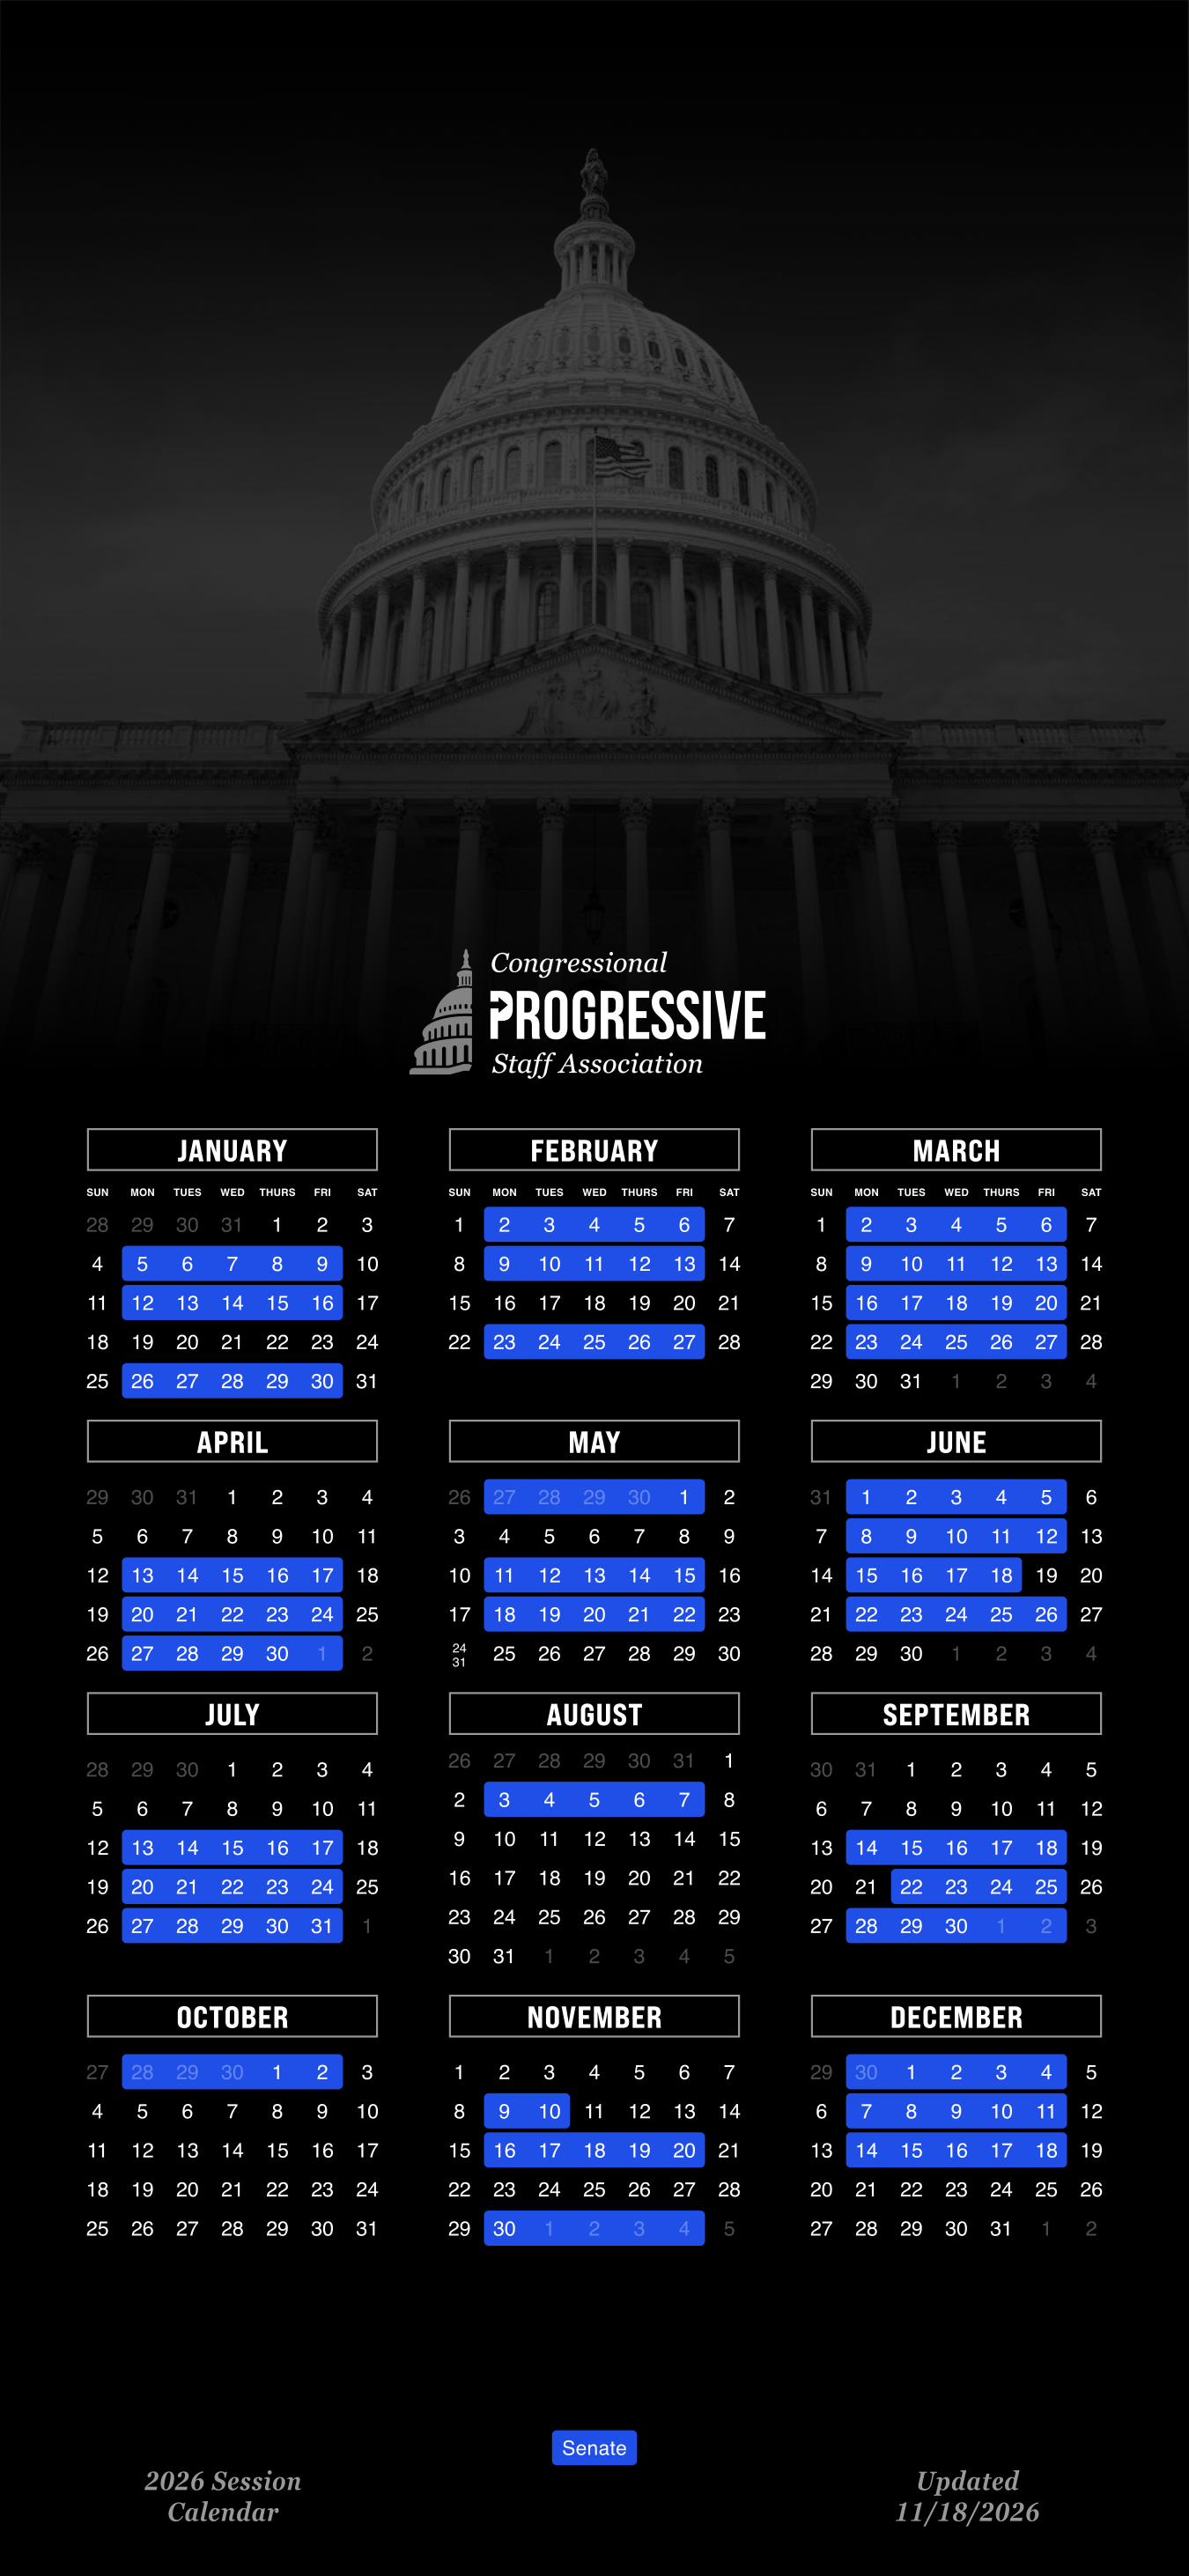 Congressional
PROGRESSIVE
Staff Association
JANUARY
SUN MON TUES WED THURS FRI SAT
28 29 30 31 1 2 3
4 5 6 7 8 9 10
11 12 13 14 15 16 17
18 19 20 21 22 23 24
25 26 27 28 29 30 31
FEBRUARY
SUN MON TUES WED THURS FRI SAT
1 2 3 4 5 6 7
8 9 10 11 12 13 14
15 16 17 18 19 20 21
22 23 24 25 26 27 28
MARCH
SUN MON TUES WED THURS FRI SAT
1 2 3 4 5 6 7
8 9 10 11 12 13 14
15 16 17 18 19 20 21
22 23 24 25 26 27 28
29 30 31 1 2 3 4
APRIL
29 30 31 1 2 3 4
5 6 7 8 9 10 11
12 13 14 15 16 17 18
19 20 21 22 23 24 25
26 27 28 29 30 1 2
MAY
26 27 28 29 30 1 2
3 4 5 6 7 8 9
10 11 12 13 14 15 16
17 18 19 20 21 22 23
24 31 25 26 27 28 29 30
JUNE
31 1 2 3 4 5 6
7 8 9 10 11 12 13
14 15 16 17 18 19 20
21 22 23 24 25 26 27
28 29 30 1 2 3 4
JULY
28 29 30 1 2 3 4
5 6 7 8 9 10 11
12 13 14 15 16 17 18
19 20 21 22 23 24 25
26 27 28 29 30 31 1
AUGUST
26 27 28 29 30 31 1
2 3 4 5 6 7 8
9 10 11 12 13 14 15
16 17 18 19 20 21 22
23 24 25 26 27 28 29
30 31 1 2 3 4 5
SEPTEMBER
30 31 1 2 3 4 5
6 7 8 9 10 11 12
13 14 15 16 17 18 19
20 21 22 23 24 25 26
27 28 29 30 1 2 3
OCTOBER
27 28 29 30 1 2 3
4 5 6 7 8 9 10
11 12 13 14 15 16 17
18 19 20 21 22 23 24
25 26 27 28 29 30 31
NOVEMBER
1 2 3 4 5 6 7
8 9 10 11 12 13 14
15 16 17 18 19 20 21
22 23 24 25 26 27 28
29 30 1 2 3 4 5
DECEMBER
29 30 1 2 3 4 5
6 7 8 9 10 11 12
13 14 15 16 17 18 19
20 21 22 23 24 25 26
27 28 29 30 31 1 2
Senate
2026 Session
Calendar
Updated
11/18/2026